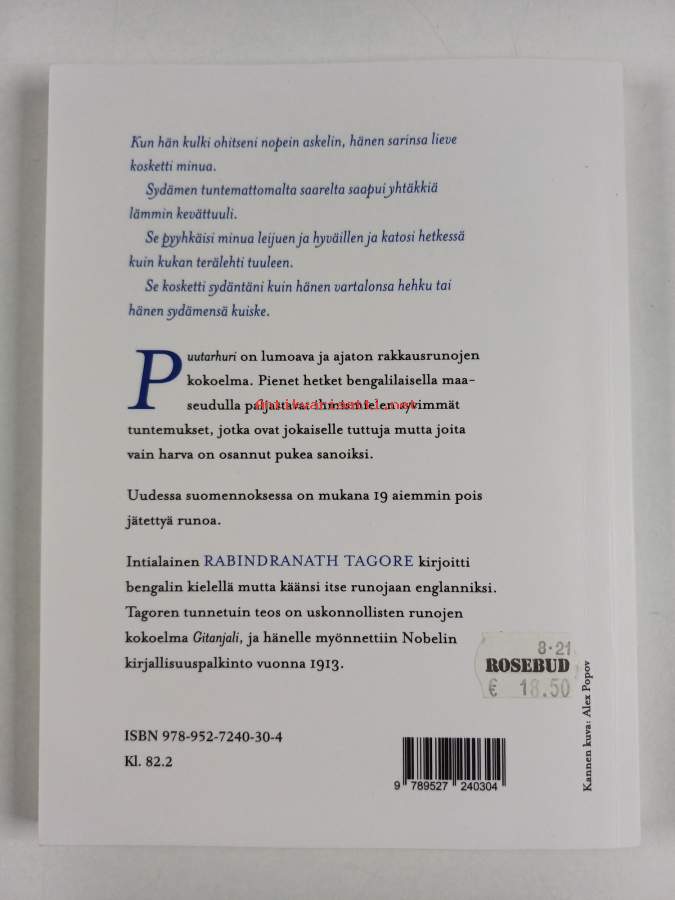 Kun hän kulki ohitseni nopein askelin, hänen sarinsa lieve
kosketti minua.
Sydämen tuntemattomalta saarelta saapui yhtäkkiä
lämmin kevättuuli.
Se pyyhkäisi minua leijuen ja hyväillen ja katosi hetkessä
kuin kukan terälehti tuuleen.
Se kosketti sydäntäni kuin hänen vartalonsa hehku tai
hänen sydämensä kuiske.
Puutarhuri on lumoava ja ajaton rakkausrunojen
kokoelma. Pienet hetket bengalilaisella maa-
seudulla paljastavat ihmismielen syvimmät
Antikvariaatti.net
tuntemukset, jotka ovat jokaiselle tuttuja mutta joita
vain harva on osannut pukea sanoiksi.
Uudessa suomennoksessa on mukana 19 aiemmin pois
jätettyä runoa.
Intialainen RABINDRANATH TAGORE kirjoitti
bengalin kielellä mutta käänsi itse runojaan englanniksi.
Tagoren tunnetuin teos on uskonnollisten runojen
kokoelma Gitanjali, ja hänelle myönnettiin Nobelin
kirjallisuuspalkinto vuonna 1913.
8·21
ROSEBUD
€ 18.50
Kannen kuva: Alex Popov
ISBN 978-952-7240-30-4
Kl. 82.2
9 789527 240304